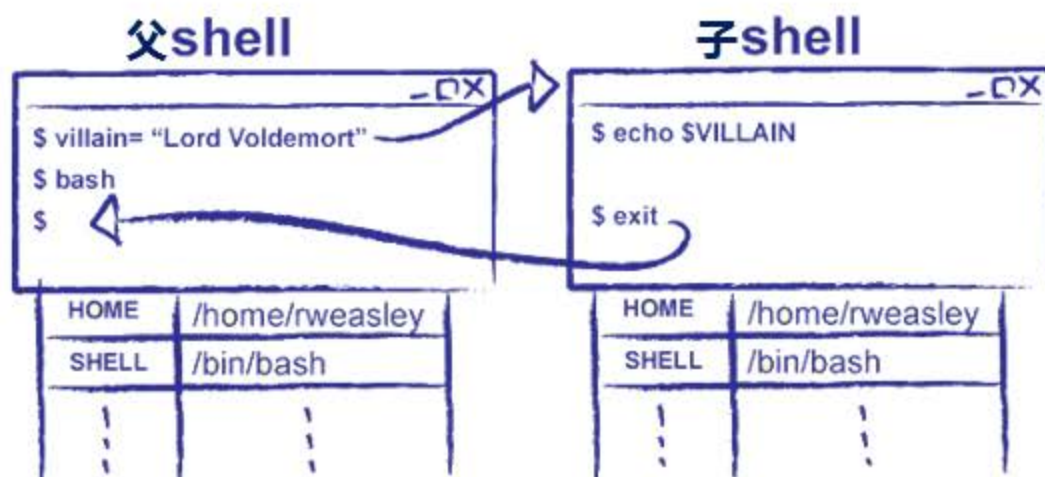 父shell
$ villain= “Lord Voldemort”
$ bash
$
HOME /home/rweasley
SHELL /bin/bash
子shell
$ echo $VILLAIN
$ exit
HOME /home/rweasley
SHELL /bin/bash